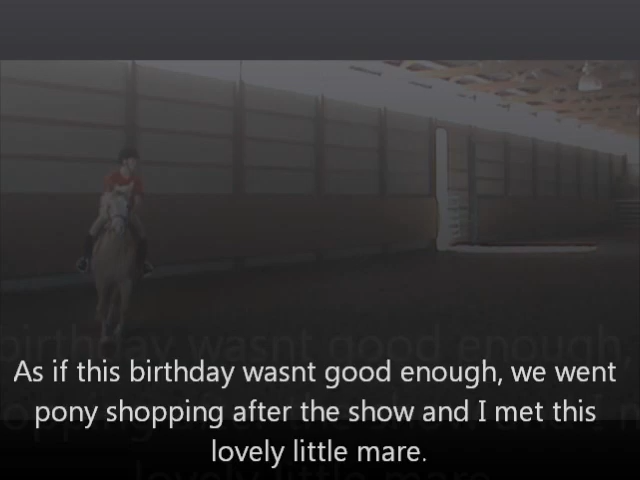 As if this birthday wasnt good enough, we went
pony shopping after the show and I met this
lovely little mare.